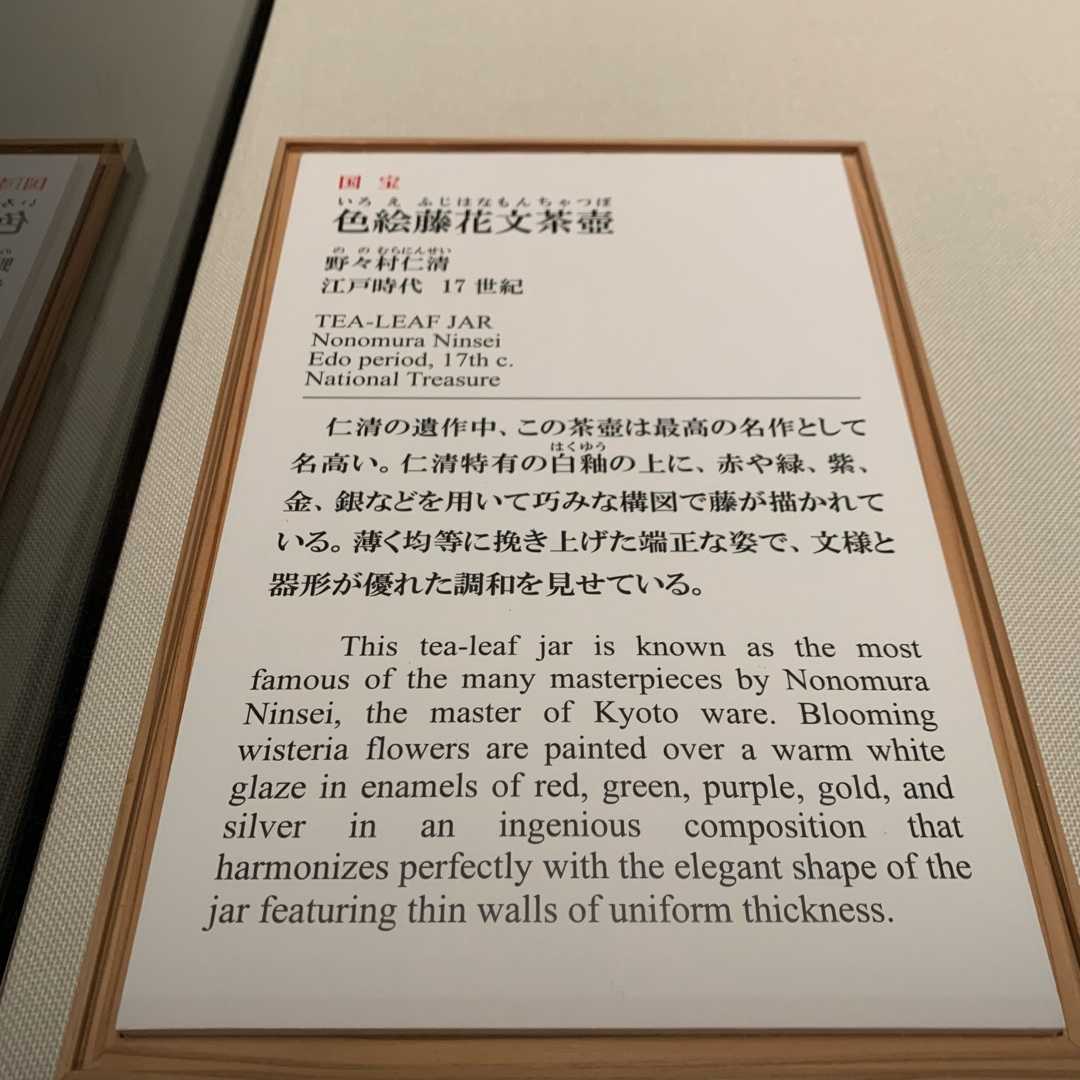 国宝
いろ え ふじはなもんちゃつぼ
色絵藤花文茶壺
の の むらにんせい
野々村仁清
江戸時代 17 世紀
TEA-LEAF JAR
Nonomura Ninsei
Edo period, 17th c.
National Treasure
仁清の遺作中、この茶壺は最高の名作として
はくゆう
名高い。仁清特有の白釉の上に、赤や緑、紫、
金、銀などを用いて巧みな構図で藤が描かれて
いる。薄く均等に挽き上げた端正な姿で、文様と
器形が優れた調和を見せている。
This tea-leaf jar is known as the most
famous of the many masterpieces by Nonomura
Ninsei, the master of Kyoto ware. Blooming
wisteria flowers are painted over a warm white
glaze in enamels of red, green, purple, gold, and
silver in an ingenious composition that
harmonizes perfectly with the elegant shape of the
jar featuring thin walls of uniform thickness.